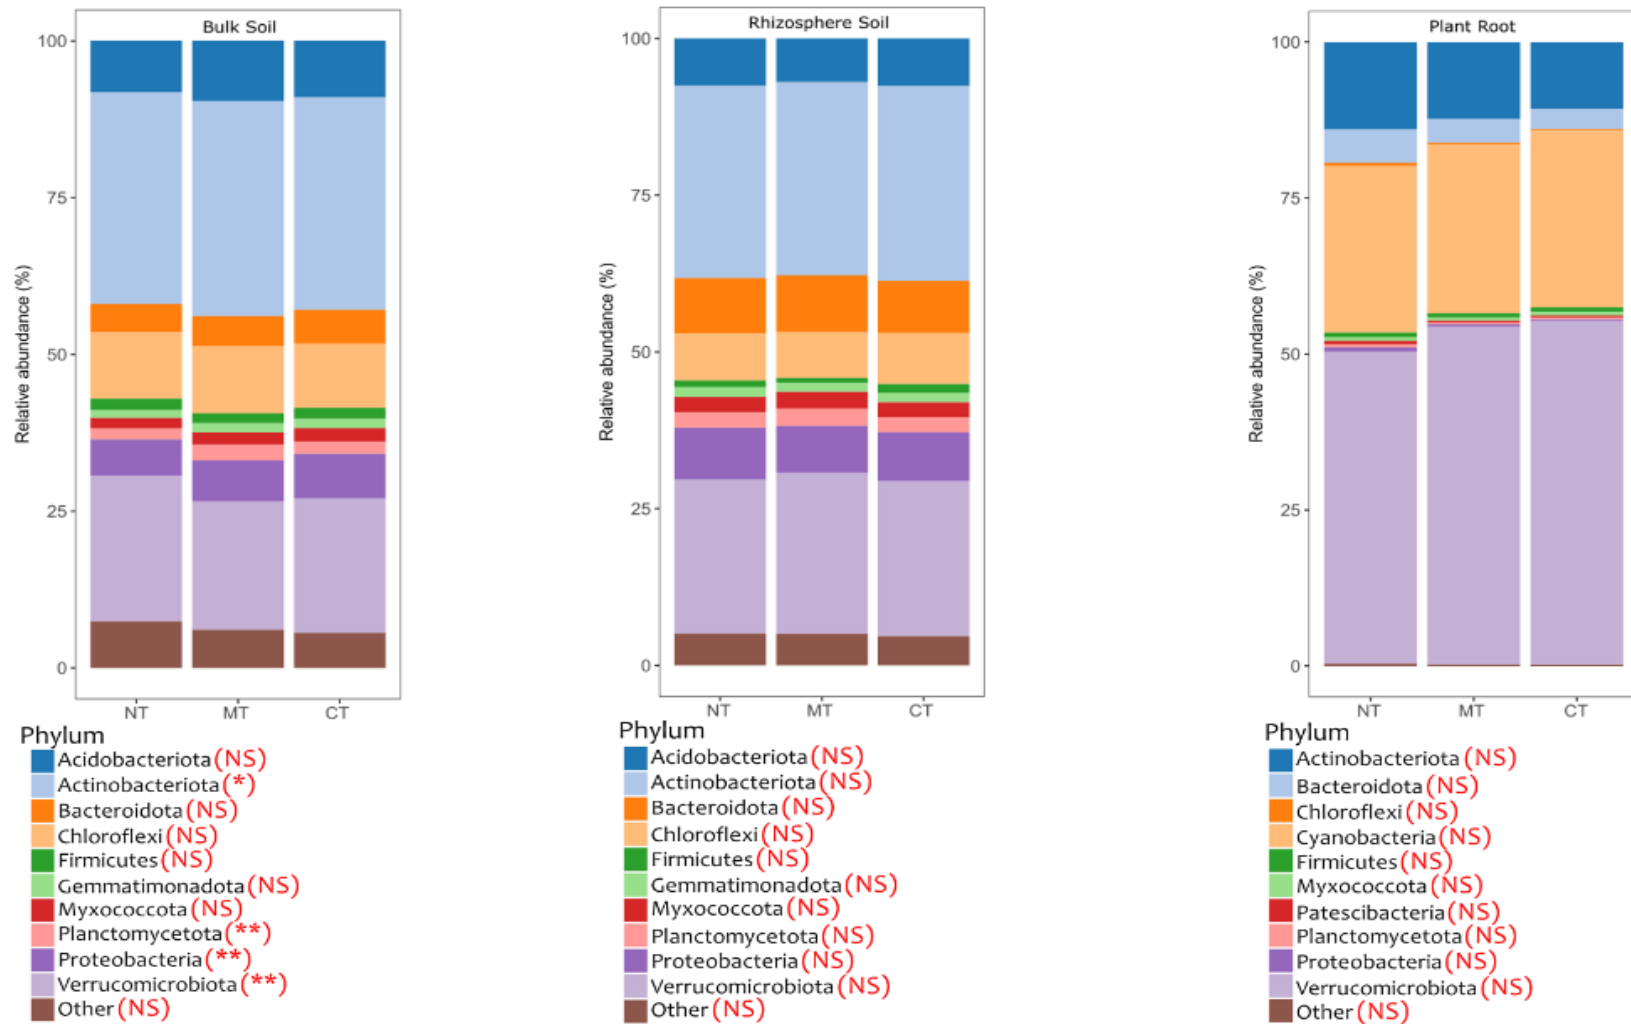 Bulk Soil
100
75
50
25
0
Relative abundance (%)
NT MT CT
Phylum
Acidobacteriota (NS)
Actinobacteriota (*)
Bacteroidota (NS)
Chloroflexi (NS)
Firmicutes (NS)
Gemmatimonadota (NS)
Myxococcota (NS)
Planctomycetota (**)
Proteobacteria (**)
Verrucomicrobiota (**)
Other (NS)
Rhizosphere Soil
100
75
50
25
0
Relative abundance (%)
NT MT CT
Phylum
Acidobacteriota (NS)
Actinobacteriota (NS)
Bacteroidota (NS)
Chloroflexi (NS)
Firmicutes (NS)
Gemmatimonadota (NS)
Myxococcota (NS)
Planctomycetota (NS)
Proteobacteria (NS)
Verrucomicrobiota (NS)
Other (NS)
Plant Root
100
75
50
25
0
Relative abundance (%)
NT MT CT
Phylum
Actinobacteriota (NS)
Bacteroidota (NS)
Chloroflexi (NS)
Cyanobacteria (NS)
Firmicutes (NS)
Myxococcota (NS)
Patescibacteria (NS)
Planctomycetota (NS)
Proteobacteria (NS)
Verrucomicrobiota (NS)
Other (NS)